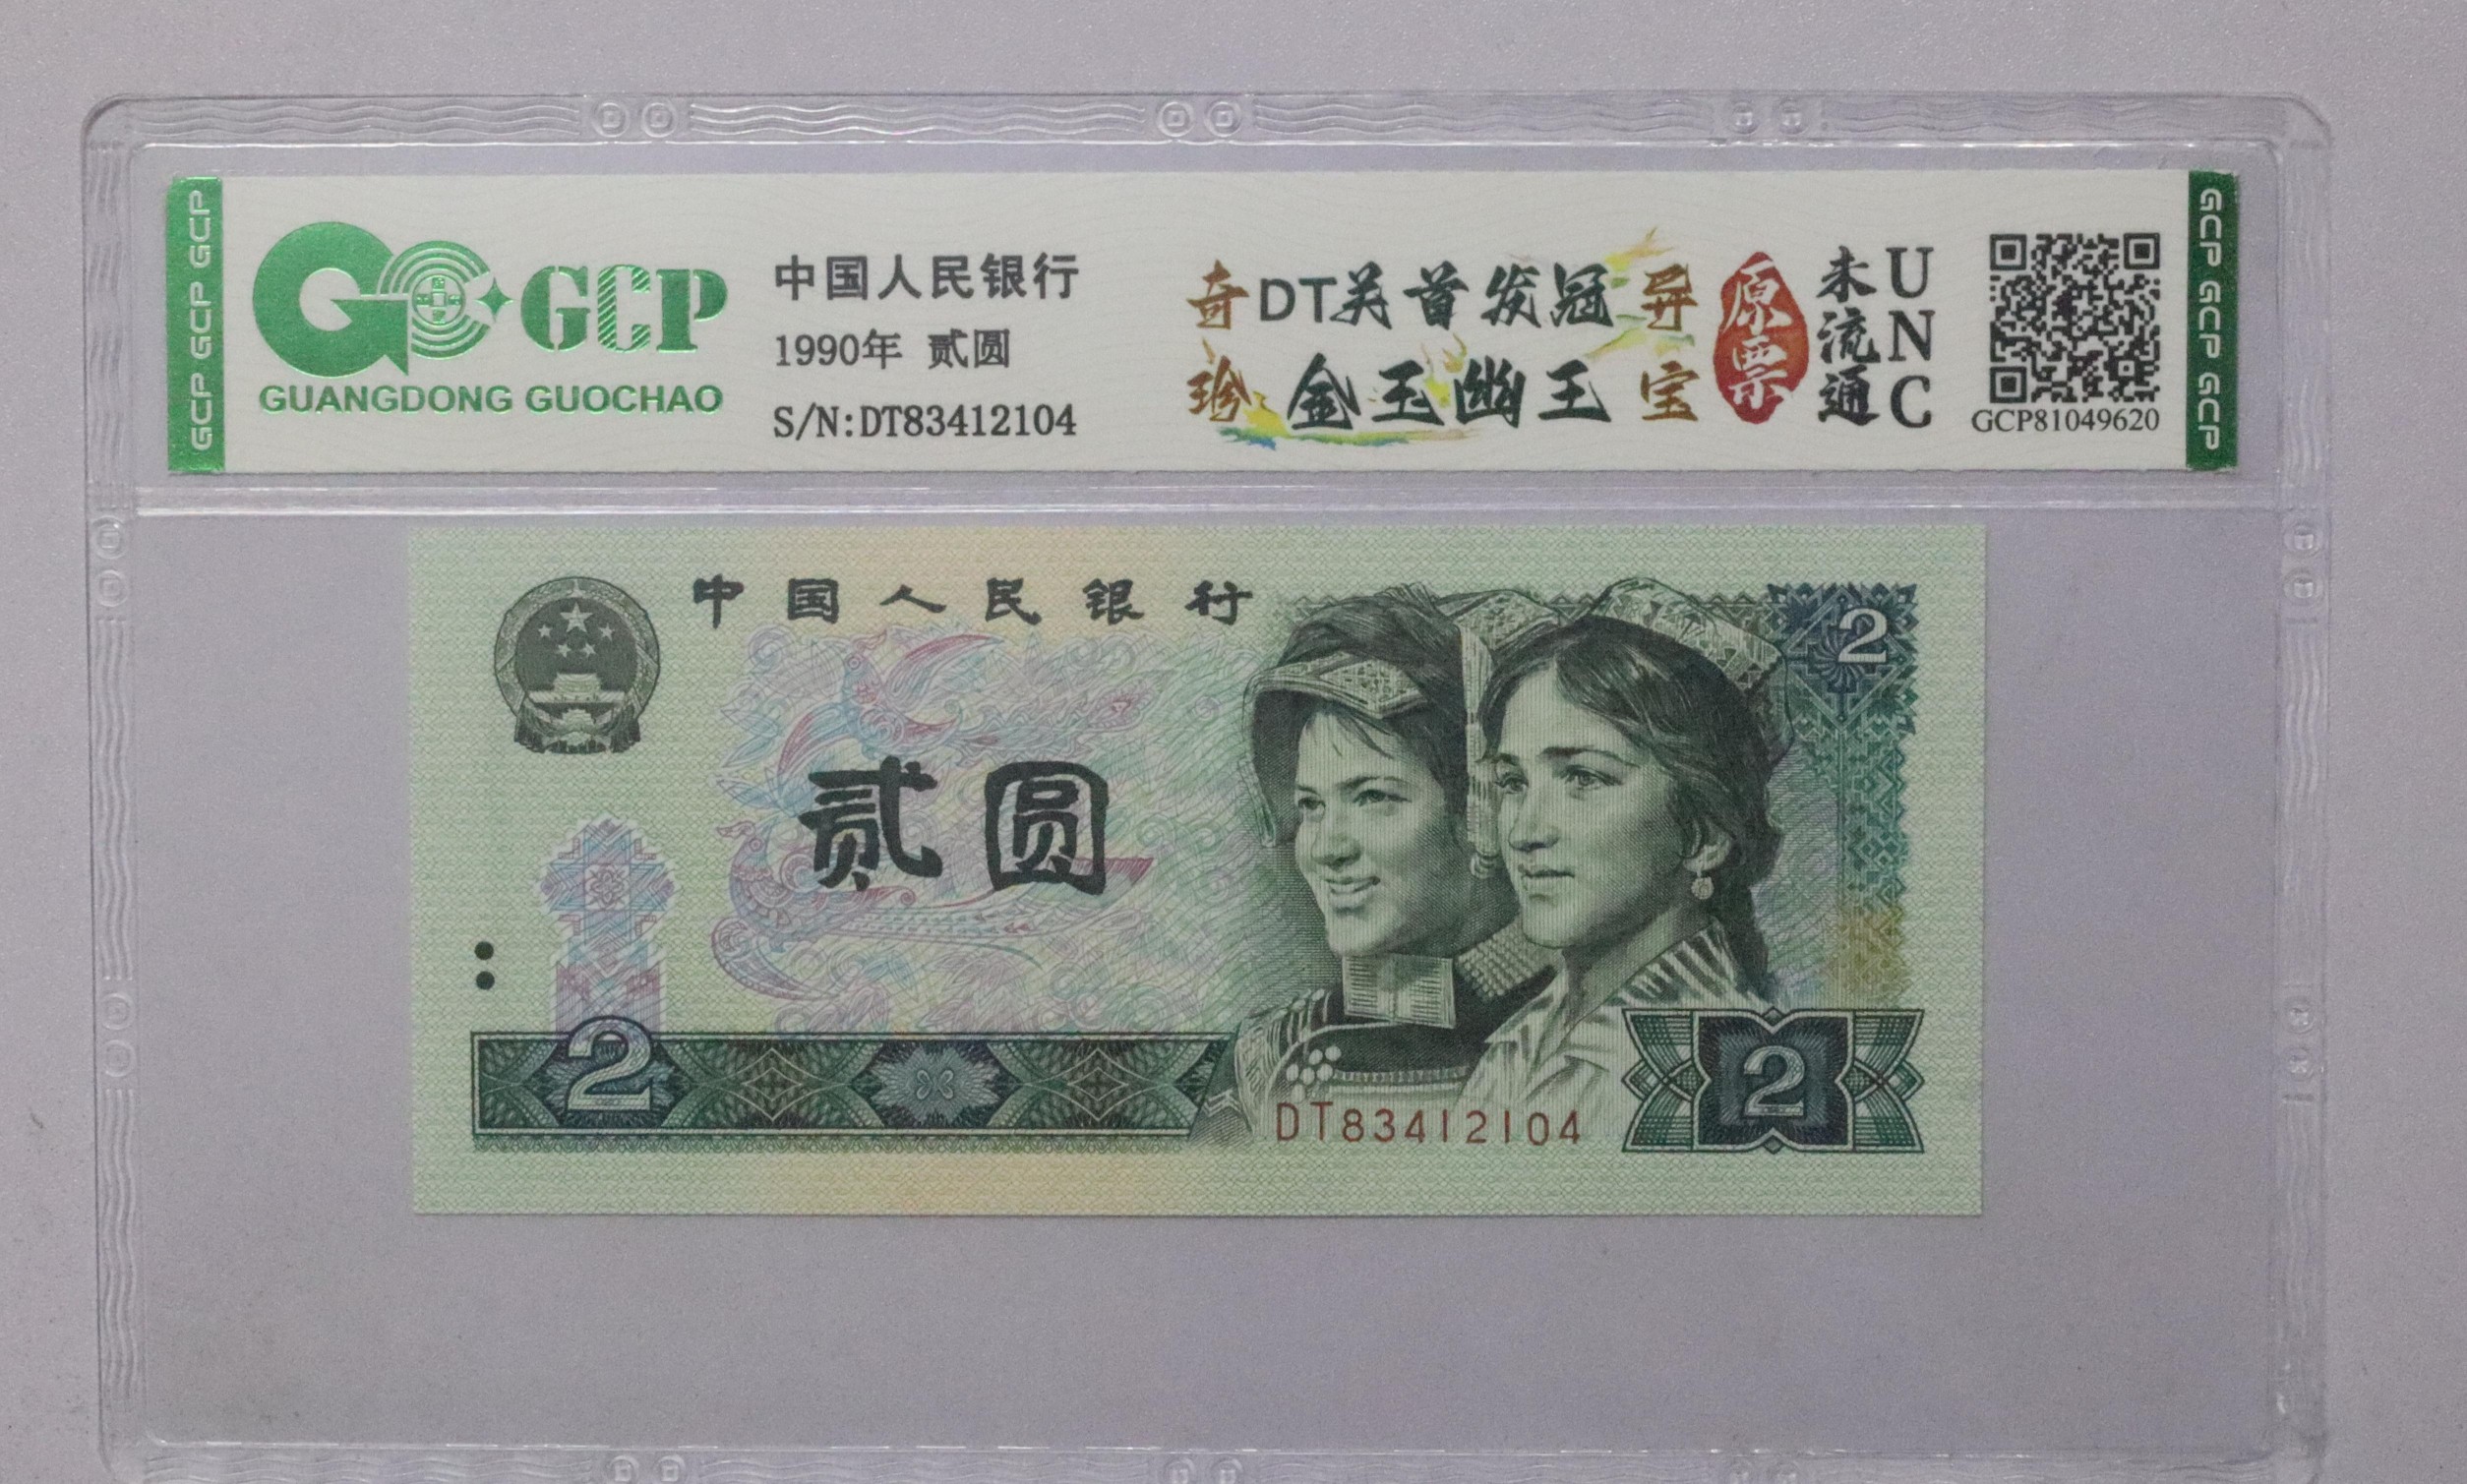 GCP GCP GCP
GCP
GUANGDONG GUOCHAO
中国人民银行
1990年 贰圆
S/N:DT83412104
奇 DT关首发冠 异
珍 金玉幽王 宝
原票
未流通
UNC
GCP81049620
GCP GCP GCP
中国人民银行
2
贰圆
2
DT83412104
2